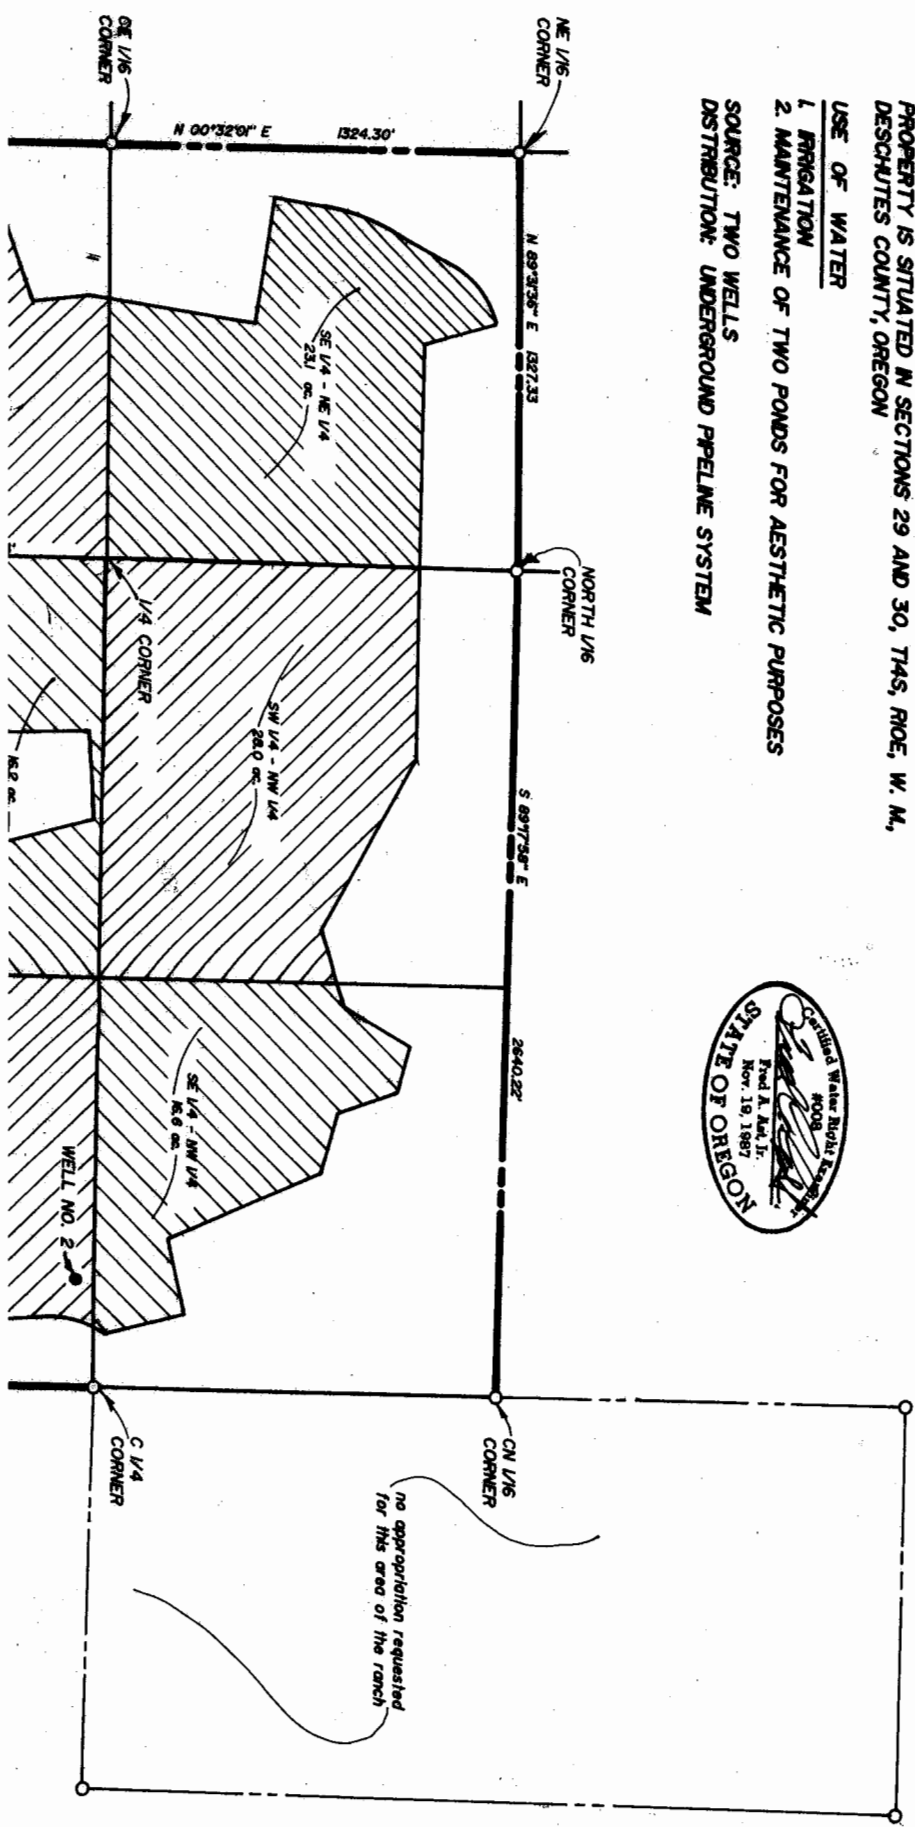 PROPERTY IS SITUATED IN SECTIONS 29 AND 30, T14S, R10E, W. M.,
DESCHUTES COUNTY, OREGON
USE OF WATER
1. IRRIGATION
2. MAINTENANCE OF TWO PONDS FOR AESTHETIC PURPOSES
SOURCE: TWO WELLS
DISTRIBUTION: UNDERGROUND PIPELINE SYSTEM
Certified Water Right Examiner
#008
Fred A. Ast, Jr.
Nov. 19, 1987
STATE OF OREGON
NE 1/16
CORNER
NORTH 1/16
CORNER
CN 1/16
CORNER
N 89°31'36" E 1327.33
S 89°17'58" E
2640.22'
N 00°32'01" E 1324.30'
SE 1/4 - NE 1/4
23.1 ac.
SW 1/4 - NW 1/4
28.0 ac.
SE 1/4 - NW 1/4
16.6 ac.
no appropriation requested
for this area of the ranch
1/16
CORNER
1/4 CORNER
WELL NO. 2
C 1/4
CORNER
16.2 ac.